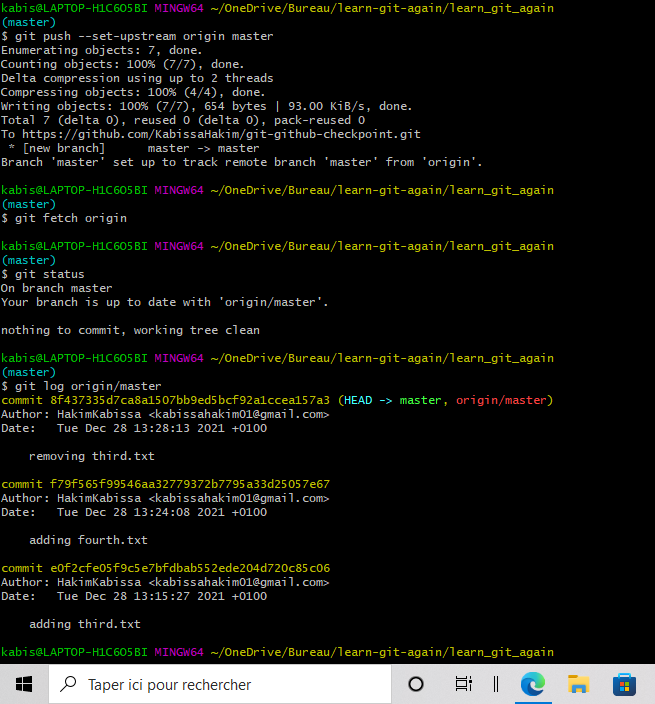 kabis@LAPTOP-H1C6O5BI MINGW64 ~/OneDrive/Bureau/learn-git-again/learn_git_again
(master)
$ git push --set-upstream origin master
Enumerating objects: 7, done.
Counting objects: 100% (7/7), done.
Delta compression using up to 2 threads
Compressing objects: 100% (4/4), done.
Writing objects: 100% (7/7), 654 bytes | 93.00 KiB/s, done.
Total 7 (delta 0), reused 0 (delta 0), pack-reused 0
To https://github.com/KabissaHakim/git-github-checkpoint.git
 * [new branch]      master -> master
Branch 'master' set up to track remote branch 'master' from 'origin'.

kabis@LAPTOP-H1C6O5BI MINGW64 ~/OneDrive/Bureau/learn-git-again/learn_git_again
(master)
$ git fetch origin

kabis@LAPTOP-H1C6O5BI MINGW64 ~/OneDrive/Bureau/learn-git-again/learn_git_again
(master)
$ git status
On branch master
Your branch is up to date with 'origin/master'.

nothing to commit, working tree clean

kabis@LAPTOP-H1C6O5BI MINGW64 ~/OneDrive/Bureau/learn-git-again/learn_git_again
(master)
$ git log origin/master
commit 8f437335d7ca8a1507bb9ed5bcf92a1ccea157a3 (HEAD -> master, origin/master)
Author: HakimKabissa <kabissahakim01@gmail.com>
Date:   Tue Dec 28 13:28:13 2021 +0100

    removing third.txt

commit f79f565f99546aa32779372b7795a33d25057e67
Author: HakimKabissa <kabissahakim01@gmail.com>
Date:   Tue Dec 28 13:24:08 2021 +0100

    adding fourth.txt

commit e0f2cfe05f9c5e7bfdbab552ede204d720c85c06
Author: HakimKabissa <kabissahakim01@gmail.com>
Date:   Tue Dec 28 13:15:27 2021 +0100

    adding third.txt

kabis@LAPTOP-H1C6O5BI MINGW64 ~/OneDrive/Bureau/learn-git-again/learn_git_again
Taper ici pour rechercher